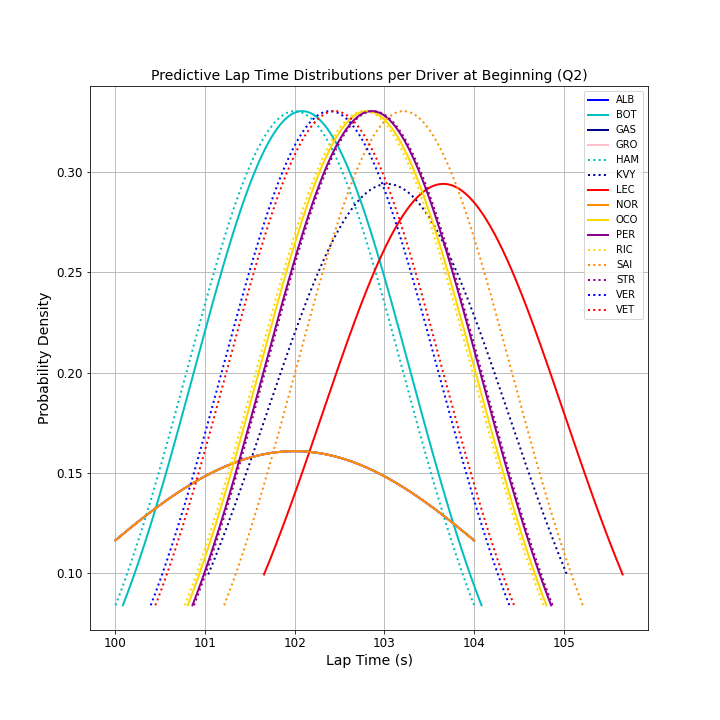 Predictive Lap Time Distributions per Driver at Beginning (Q2)
ALB
BOT
GAS
GRO
HAM
KVY
LEC
NOR
OCO
PER
RIC
SAI
STR
VER
VET
0.30
0.25
0.20
0.15
0.10
Probability Density
100 101 102 103 104 105
Lap Time (s)